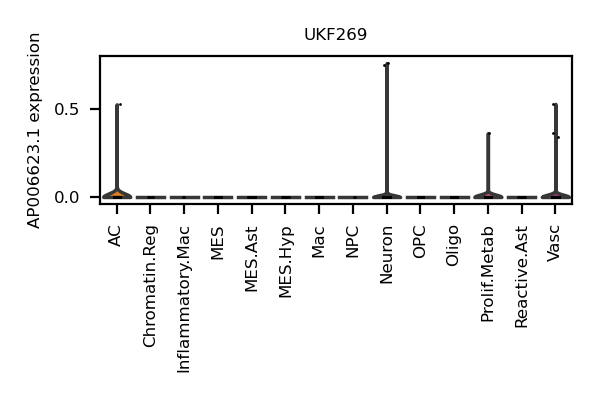 UKF269
AP006623.1 expression
0.5
0.0
AC
Chromatin.Reg
Inflammatory.Mac
MES
MES.Ast
MES.Hyp
Mac
NPC
Neuron
OPC
Oligo
Prolif.Metab
Reactive.Ast
Vasc